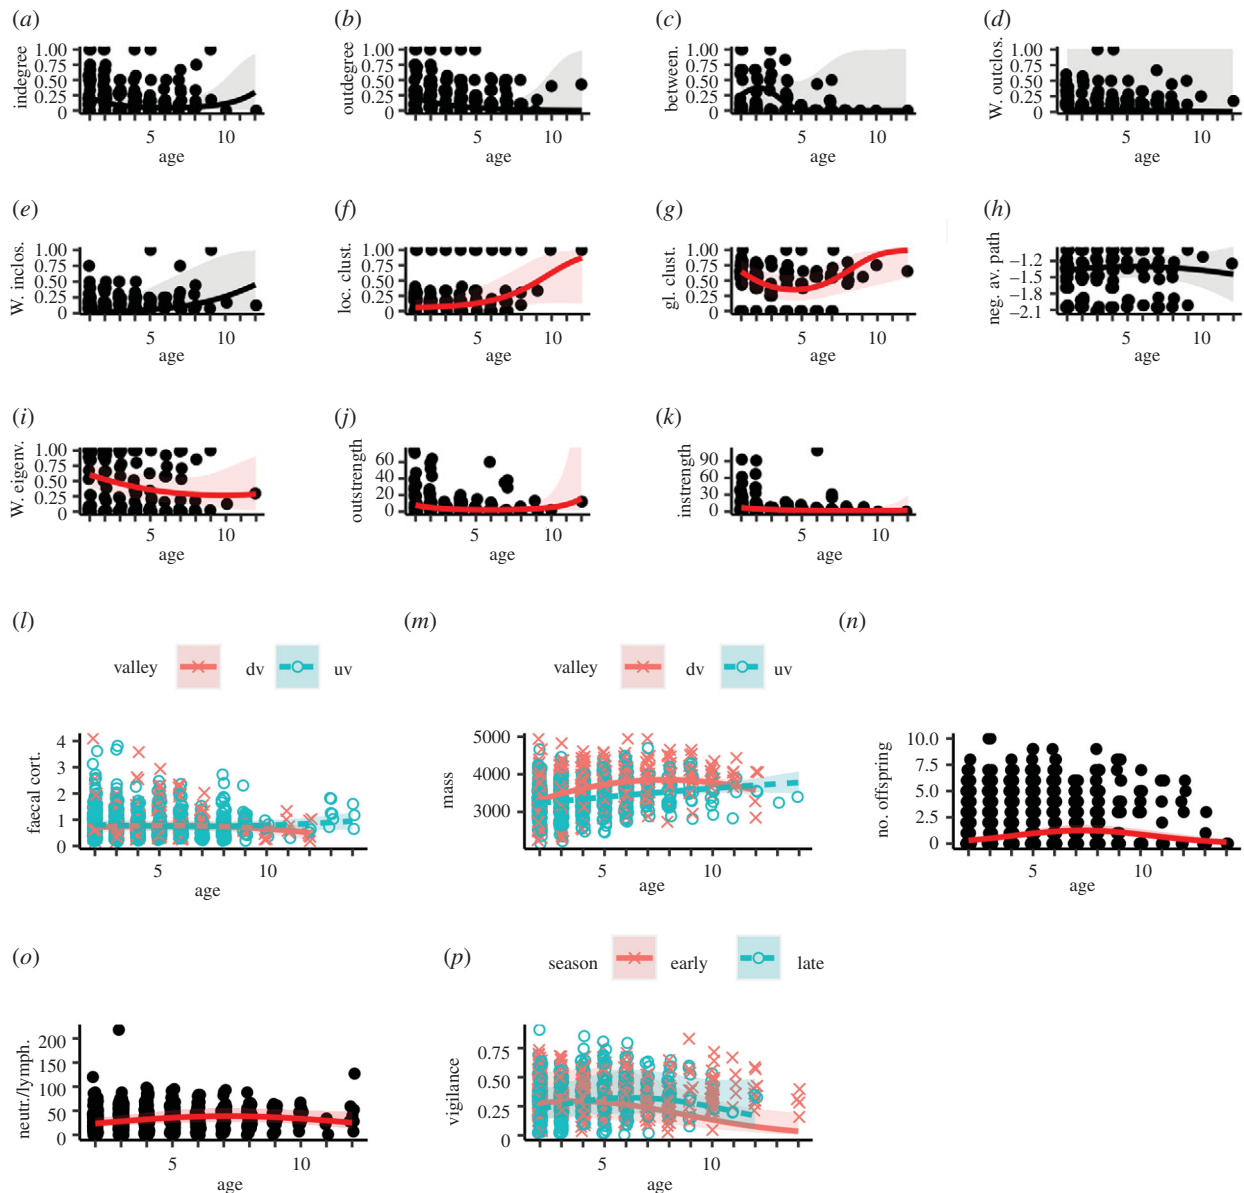 (a)
indegree
1.00
0.75
0.50
0.25
0
5
10
age
(b)
outdegree
1.00
0.75
0.50
0.25
0
5
10
age
(c)
between.
1.00
0.75
0.50
0.25
0
5
10
age
(d)
W. outclos.
1.00
0.75
0.50
0.25
0
5
10
age
(e)
W. inclos.
1.00
0.75
0.50
0.25
0
5
10
age
(f)
loc. clust.
1.00
0.75
0.50
0.25
0
5
10
age
(g)
gl. clust.
1.00
0.75
0.50
0.25
0
5
10
age
(h)
neg. av. path
−1.2
−1.5
−1.8
−2.1
5
10
age
(i)
W. eigenv.
1.00
0.75
0.50
0.25
0
5
10
age
(j)
outstrength
60
40
20
0
5
10
age
(k)
instrength
90
60
30
0
5
10
age
(l)
valley dv uv
faecal cort.
4
3
2
1
0
5
10
age
(m)
valley dv uv
mass
5000
4000
3000
5
10
age
(n)
no. offspring
10.0
7.5
5.0
2.5
0
5
10
age
(o)
neutr./lymph.
200
150
100
50
0
5
10
age
(p)
season early late
vigilance
0.75
0.50
0.25
0
5
10
age